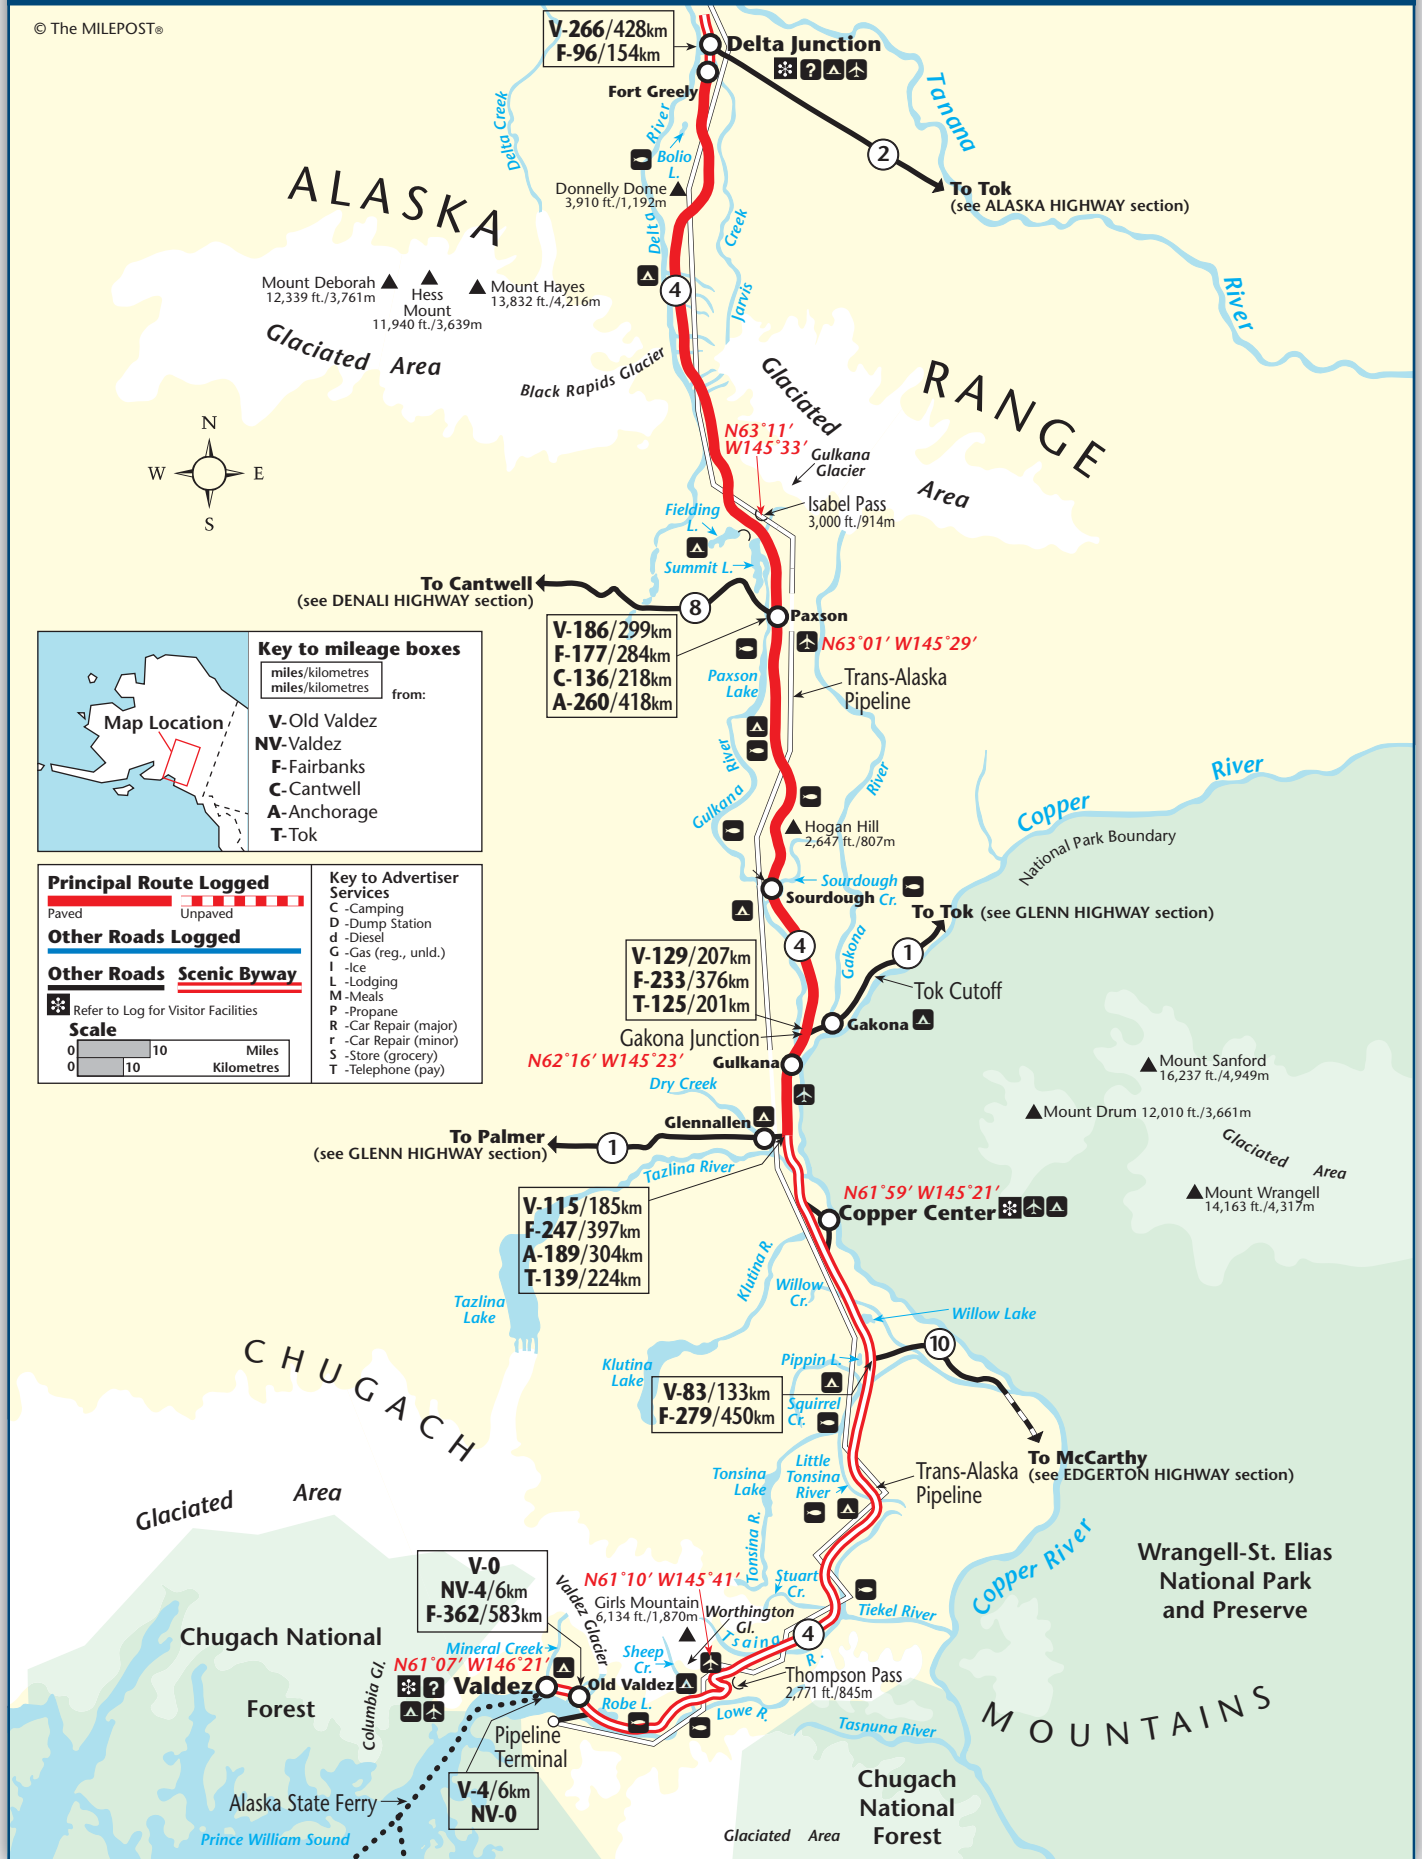 © The MILEPOST®
V-266/428km
F-96/154km
Delta Junction
?
Fort Greely
Delta Creek
River
Bolio
L.
Tanana
2
Donnelly Dome
3,910 ft./1,192m
To Tok
(see ALASKA HIGHWAY section)
ALASKA
Delta
Creek
Jarvis
River
4
Mount Deborah
12,339 ft./3,761m
Hess
Mount
11,940 ft./3,639m
Mount Hayes
13,832 ft./4,216m
Glaciated Area
Black Rapids Glacier
Glaciated
RANGE
N63°11′
W145°33′
Gulkana
Glacier
Area
N
W E
S
Isabel Pass
3,000 ft./914m
Fielding
L.
Summit L.
To Cantwell
(see DENALI HIGHWAY section)
8
Paxson
V-186/299km
F-177/284km
C-136/218km
A-260/418km
N63°01′ W145°29′
Paxson
Lake
Trans-Alaska
Pipeline
Key to mileage boxes
miles/kilometres
miles/kilometres
from:
Map Location
V-Old Valdez
NV-Valdez
F-Fairbanks
C-Cantwell
A-Anchorage
T-Tok
River
Gulkana
River
Hogan Hill
2,647 ft./807m
Copper
River
National Park Boundary
Principal Route Logged
Paved
Unpaved
Other Roads Logged
Other Roads
Scenic Byway
Refer to Log for Visitor Facilities
Scale
0 10 Miles
0 10 Kilometres
Key to Advertiser
Services
C -Camping
D -Dump Station
d -Diesel
G -Gas (reg., unld.)
I -Ice
L -Lodging
M -Meals
P -Propane
R -Car Repair (major)
r -Car Repair (minor)
S -Store (grocery)
T -Telephone (pay)
Sourdough
Cr.
Sourdough
To Tok (see GLENN HIGHWAY section)
4
1
Gakona
V-129/207km
F-233/376km
T-125/201km
Tok Cutoff
Gakona
Gakona Junction
N62°16′ W145°23′
Gulkana
Dry Creek
Mount Sanford
16,237 ft./4,949m
Mount Drum 12,010 ft./3,661m
Glaciated Area
Glennallen
To Palmer
(see GLENN HIGHWAY section)
1
Tazlina River
V-115/185km
F-247/397km
A-189/304km
T-139/224km
N61°59′ W145°21′
Copper Center
Mount Wrangell
14,163 ft./4,317m
Klutina R.
Willow
Cr.
Tazlina
Lake
Willow Lake
10
CHUGACH
Pippin L.
Klutina
Lake
V-83/133km
F-279/450km
Squirrel
Cr.
To McCarthy
(see EDGERTON HIGHWAY section)
Little
Tonsina
River
Tonsina
Lake
Trans-Alaska
Pipeline
Glaciated Area
Tonsina R.
Copper River
Wrangell-St. Elias
National Park
and Preserve
V-0
NV-4/6km
F-362/583km
Valdez Glacier
N61°10′ W145°41′
Girls Mountain
6,134 ft./1,870m
Worthington
Gl.
Stuart
Cr.
Tiekel River
Tsaina
R.
4
Chugach National
Forest
Mineral Creek
Sheep
Cr.
N61°07′ W146°21′
?
Valdez
Old Valdez
Robe L.
Thompson Pass
2,771 ft./845m
Columbia Gl.
Lowe R.
Tasnuna River
MOUNTAINS
Pipeline
Terminal
V-4/6km
NV-0
Alaska State Ferry
Prince William Sound
Chugach
National
Forest
Glaciated Area